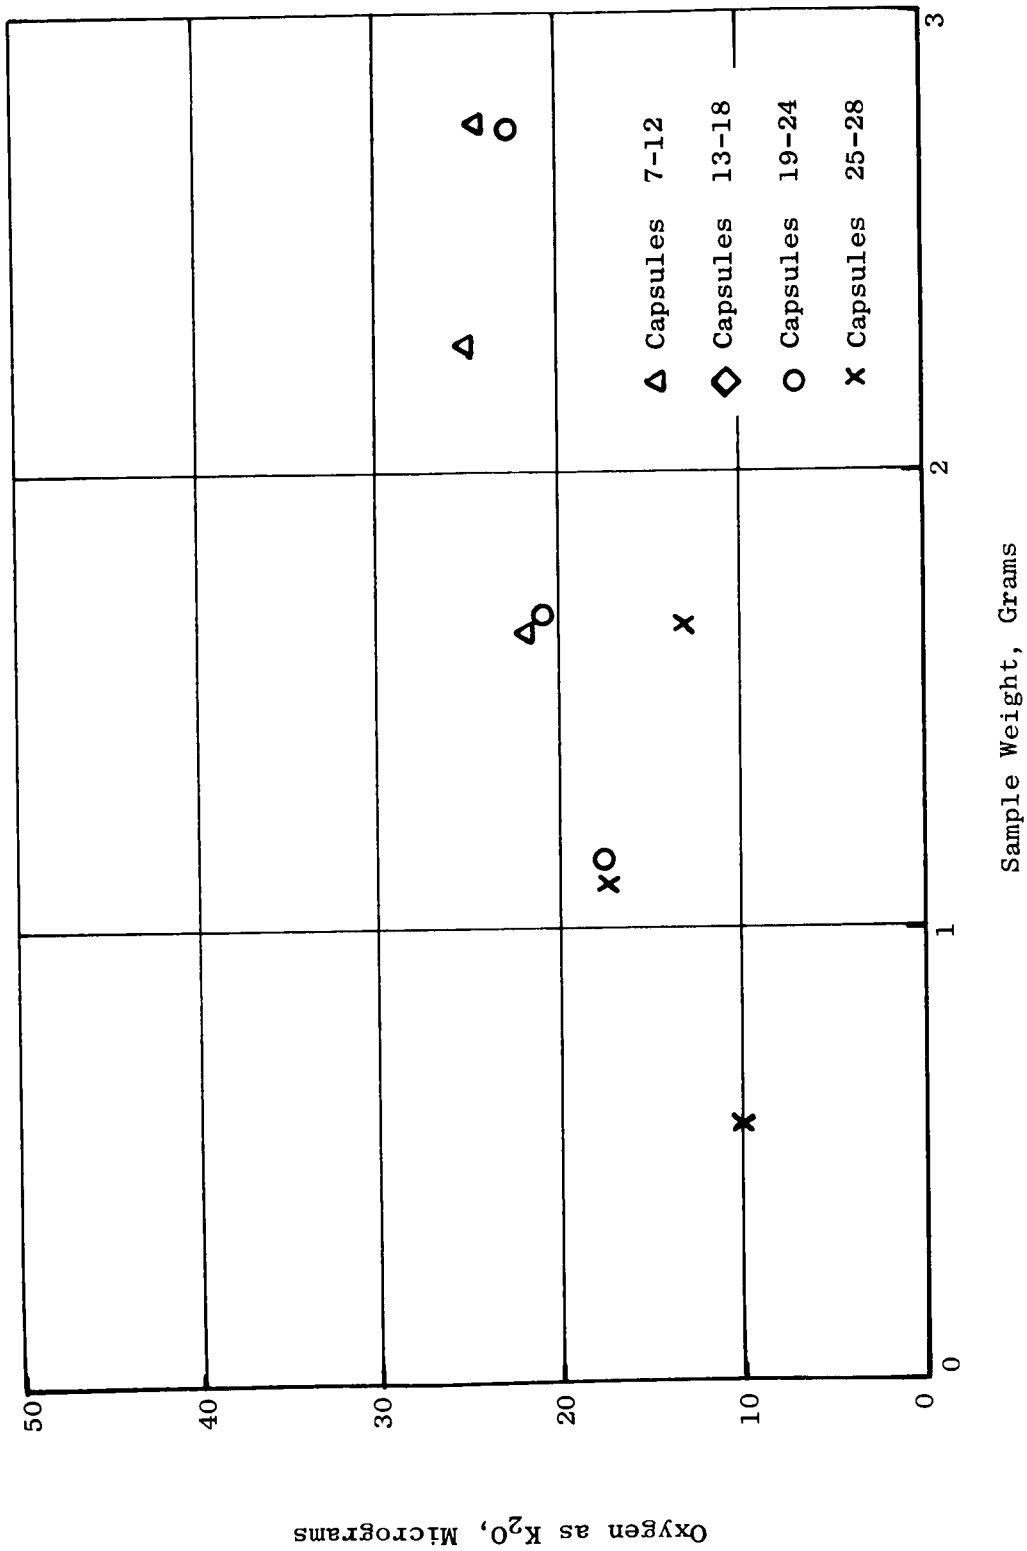 Oxygen as K₂O, Micrograms
50
40
30
20
10
0
0
1
2
3
△ Capsules 7-12
◇ Capsules 13-18
○ Capsules 19-24
x Capsules 25-28
Sample Weight, Grams